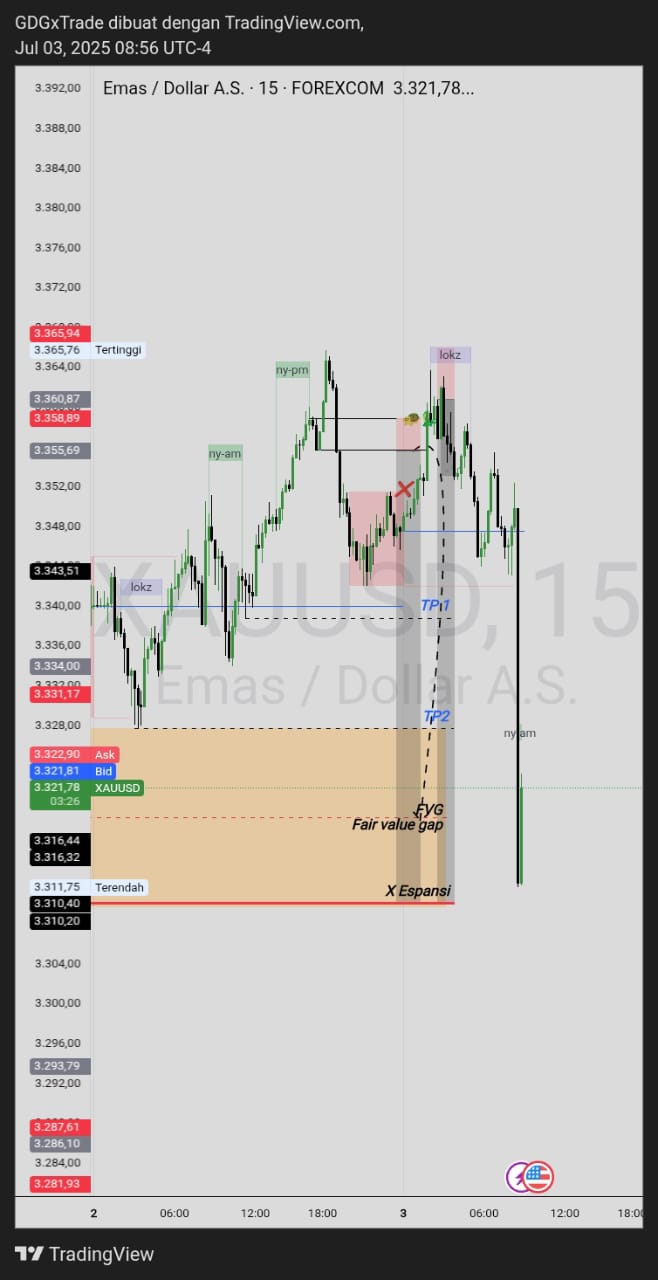 GDGxTrade dibuat dengan TradingView.com,
Jul 03, 2025 08:56 UTC-4
Emas / Dollar A.S. · 15 · FOREXCOM 3.321,78...
3.392,00
3.388,00
3.384,00
3.380,00
3.376,00
3.372,00
3.365,94
3.365,76 Tertinggi
lokz
3.364,00
ny-pm
3.360,87
3.358,89
3.355,69
ny-am
3.352,00
3.348,00
3.343,51
XAUUSD, 15
lokz
3.340,00
TP 1
3.336,00
Emas / Dollar A.S.
3.334,00
3.332,00
3.331,17
TP2
3.328,00
ny-am
3.322,90 Ask
3.321,81 Bid
3.321,78 XAUUSD
03:26
FVG
Fair value gap
3.316,44
3.316,32
3.311,75 Terendah
X Espansi
3.310,40
3.310,20
3.304,00
3.300,00
3.296,00
3.293,79
3.292,00
3.287,61
3.286,10
3.284,00
3.281,93
2 06:00 12:00 18:00 3 06:00 12:00 18:00
TradingView